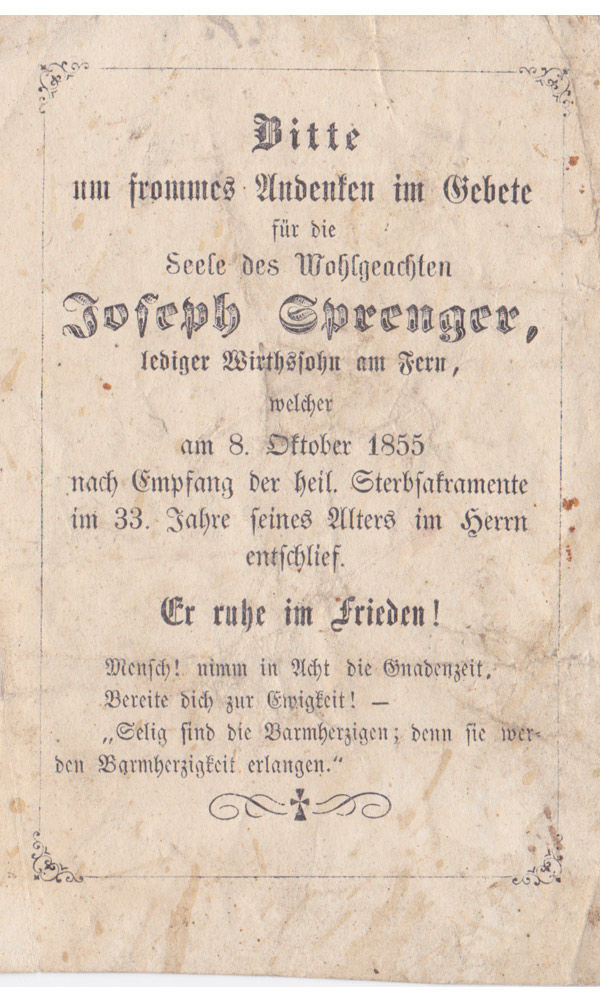 Bitte
um frommes Andenken im Gebete
für die
Seele des Wohlgeachten
Joseph Sprenger,
lediger Wirthssohn am Fern,
welcher
am 8. Oktober 1855
nach Empfang der heil. Sterbsakramente
im 33. Jahre seines Alters im Herrn
entschlief.
Er ruhe im Frieden!
Mensch! nimm in Acht die Gnadenzeit,
Bereite dich zur Ewigkeit! —
„Selig sind die Barmherzigen; denn sie wer-
den Barmherzigkeit erlangen.“